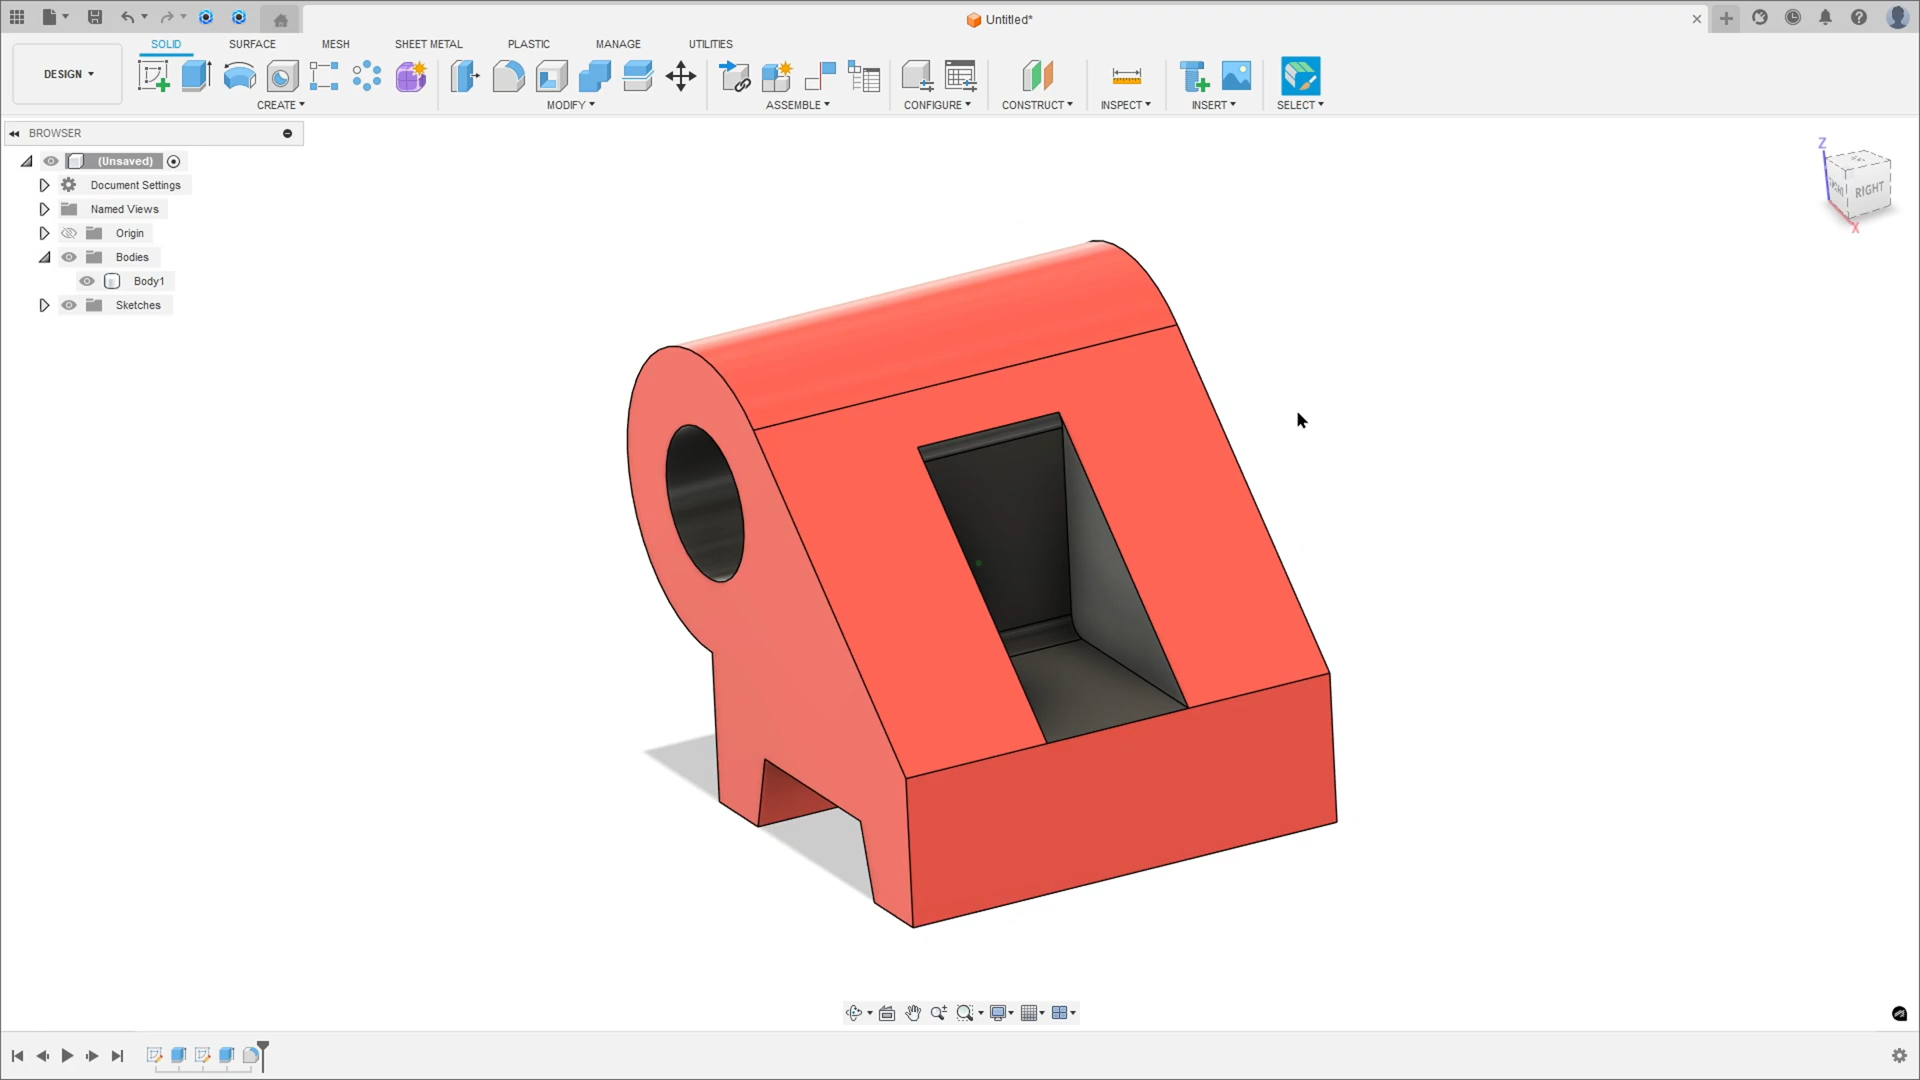 Untitled*
SOLID SURFACE MESH SHEET METAL PLASTIC MANAGE UTILITIES
DESIGN
CREATE MODIFY ASSEMBLE CONFIGURE CONSTRUCT INSPECT INSERT SELECT
BROWSER
(Unsaved)
Document Settings
Named Views
Origin
Bodies
Body1
Sketches
Z
RIGHT
X